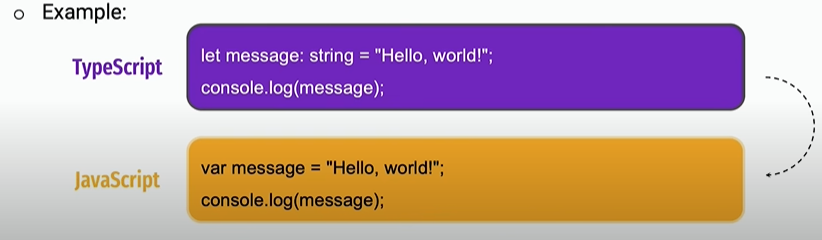 o Example:
TypeScript
let message: string = "Hello, world!";
console.log(message);
JavaScript
var message = "Hello, world!";
console.log(message);